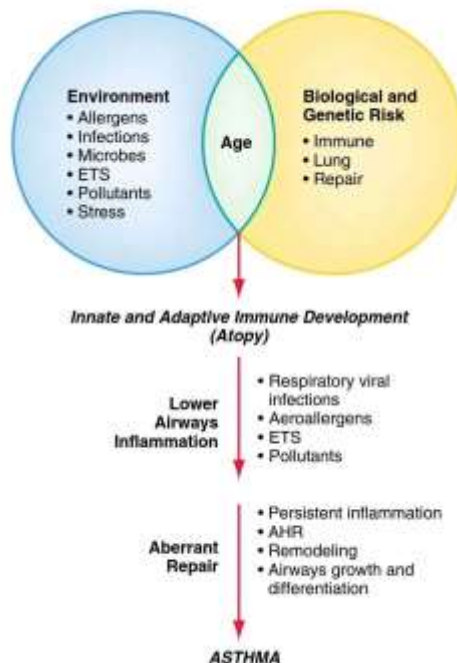 Environment
• Allergens
• Infections
• Microbes
• ETS
• Pollutants
• Stress
Age
Biological and
Genetic Risk
• Immune
• Lung
• Repair
Innate and Adaptive Immune Development
(Atopy)
Lower
Airways
Inflammation
• Respiratory viral
infections
• Aeroallergens
• ETS
• Pollutants
Aberrant
Repair
• Persistent inflammation
• AHR
• Remodeling
• Airways growth and
differentiation
ASTHMA